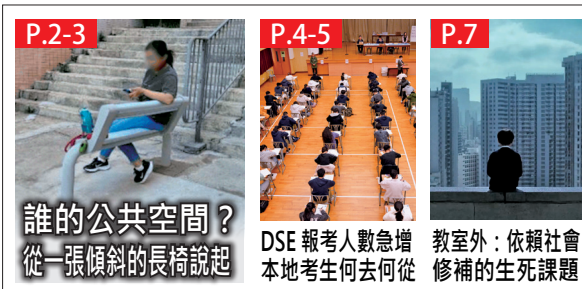 P.2-3
誰的公共空間？
從一張傾斜的長椅說起
P.4-5
DSE 報考人數急增
本地考生何去何從
P.7
教室外：依賴社會
修補的生死課題